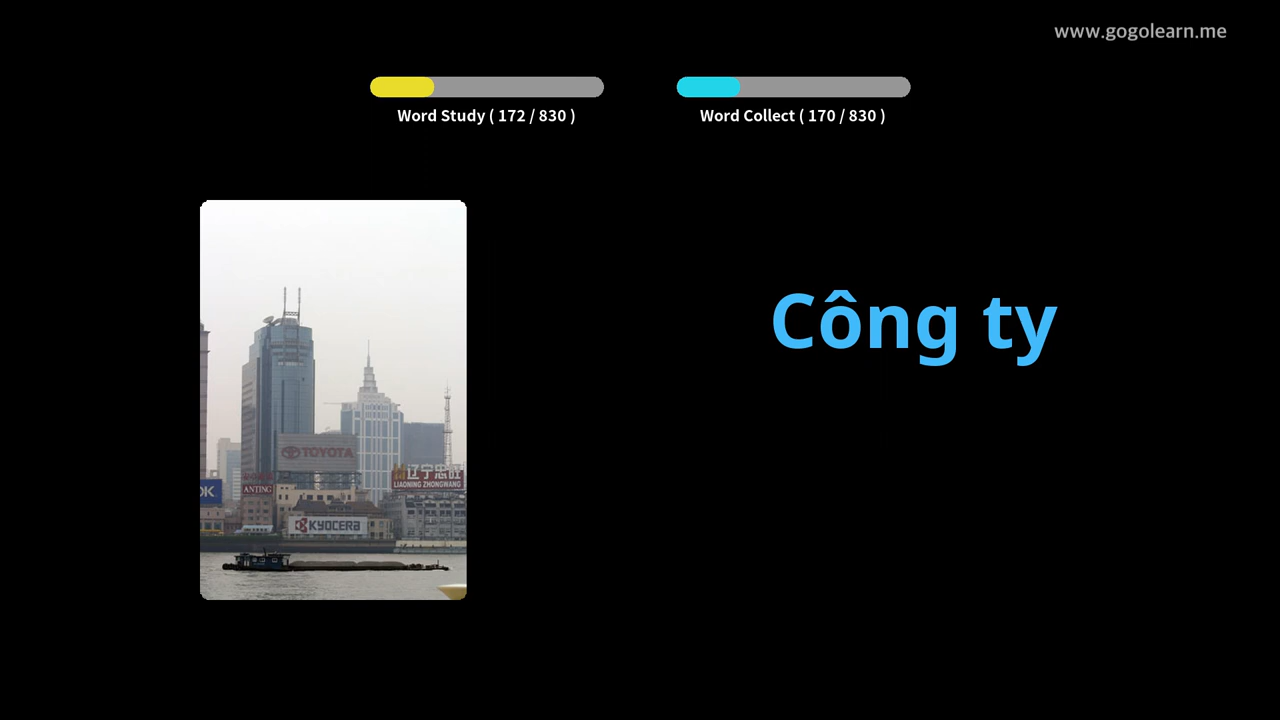 www.gogolearn.me
Word Study ( 172 / 830 )
Word Collect ( 170 / 830 )
Công ty
TOYOTA
辽宁忠旺
LIAONING ZHONGWANG
OK
ANTING
KYOCERA